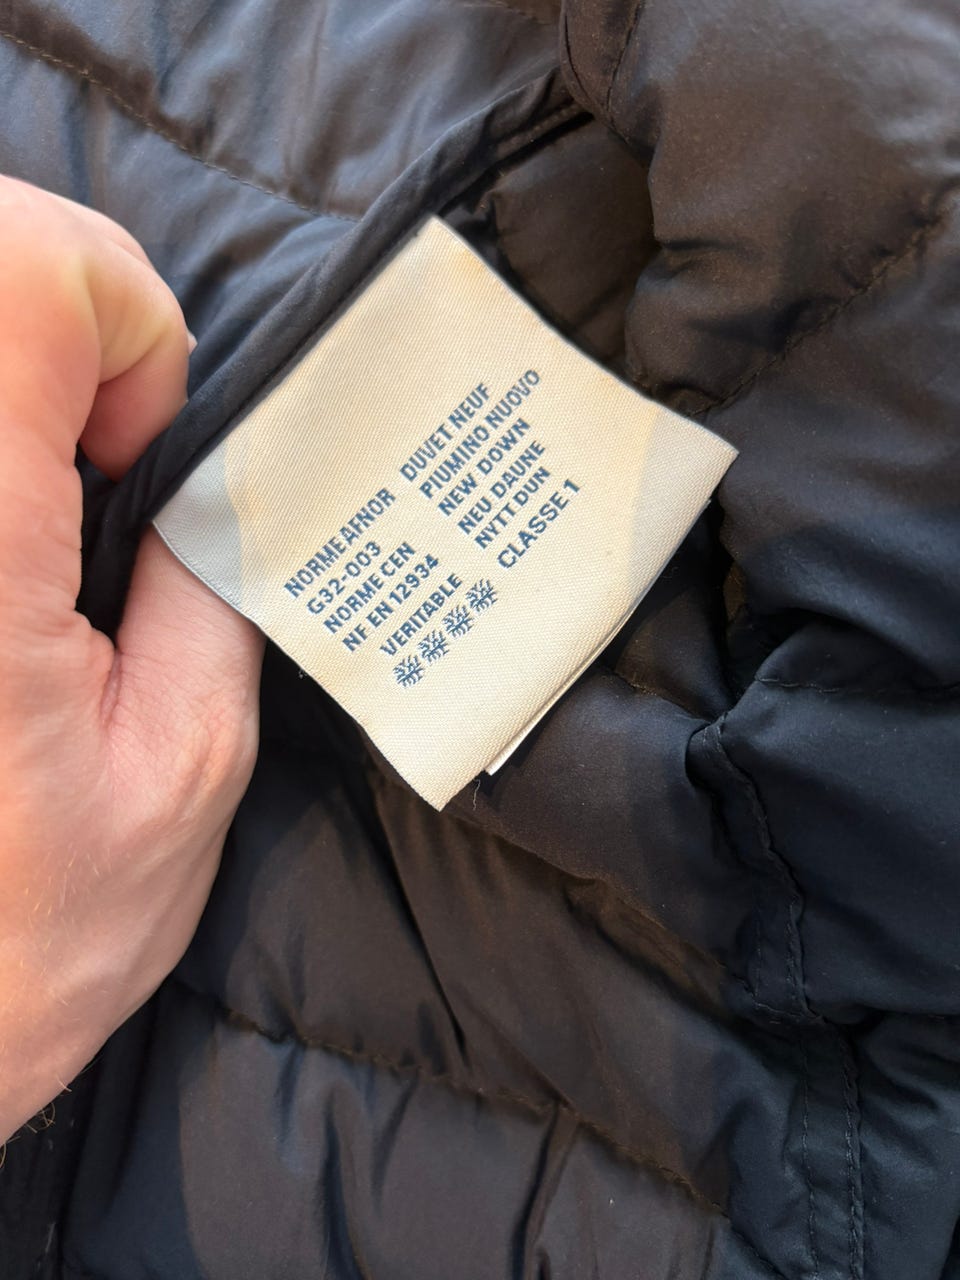 NORME AFNOR
G32-003
NORME CEN
NF EN 12934
VERITABLE
DUVET NEUF
PIUMINO NUOVO
NEW DOWN
NEU DAUNE
NYTT DUN
CLASSE 1